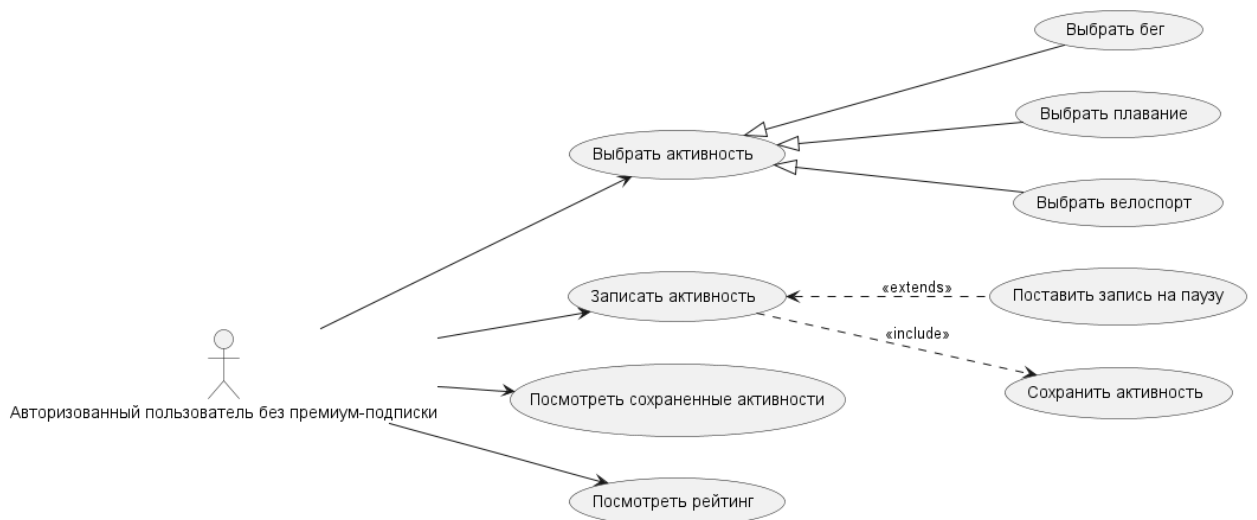 Выбрать бег
Выбрать плавание
Выбрать активность
Выбрать велоспорт
Записать активность
«extends»
Поставить запись на паузу
«include»
Сохранить активность
Посмотреть сохраненные активности
Авторизованный пользователь без премиум-подписки
Посмотреть рейтинг